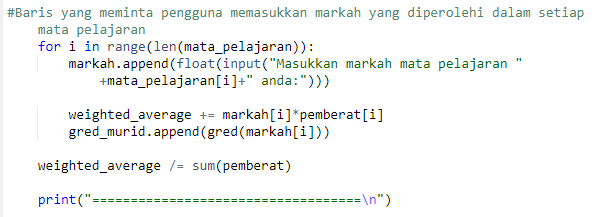 #Baris yang meminta pengguna memasukkan markah yang diperolehi dalam setiap
mata pelajaran
for i in range(len(mata_pelajaran)):
markah.append(float(input("Masukkan markah mata pelajaran "
+mata_pelajaran[i]+" anda:")))
weighted_average += markah[i]*pemberat[i]
gred_murid.append(gred(markah[i]))
weighted_average /= sum(pemberat)
print("===================================\n")